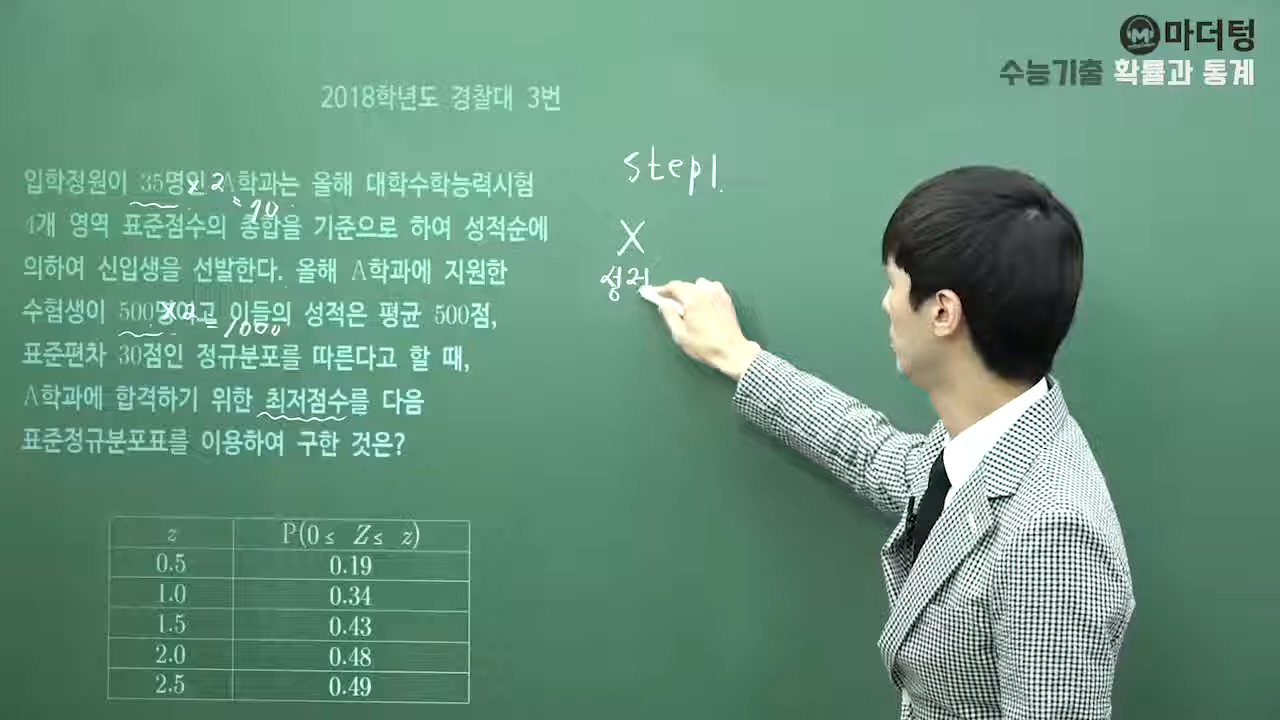 마더텅
수능기출 확률과 통계
2018학년도 경찰대 3번
입학정원이 35명인 A학과는 올해 대학수학능력시험
×2
=70
4개 영역 표준점수의 총합을 기준으로 하여 성적순에
의하여 신입생을 선발한다. 올해 A학과에 지원한
수험생이 500명이고 이들의 성적은 평균 500점,
×2 = 1000
표준편차 30점인 정규분포를 따른다고 할 때,
A학과에 합격하기 위한 최저점수를 다음
표준정규분포표를 이용하여 구한 것은?
z P(0≤ Z≤ z)
0.5 0.19
1.0 0.34
1.5 0.43
2.0 0.48
2.5 0.49
step1.
X
성적